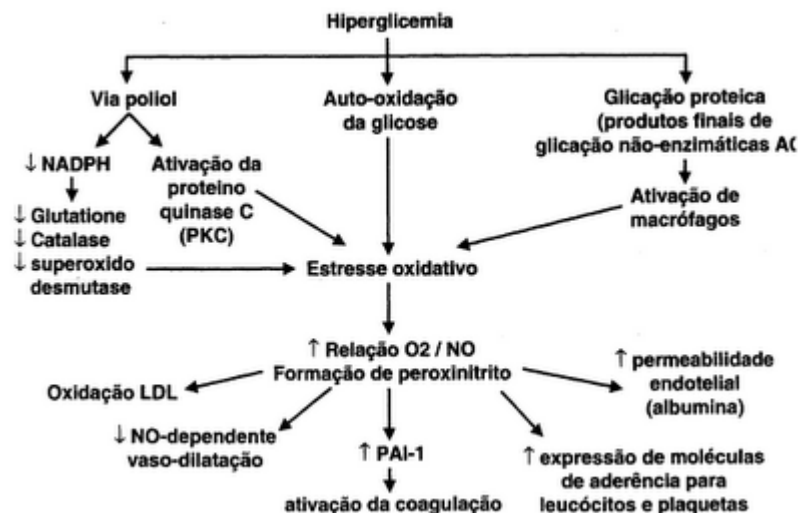 Hiperglicemia
Via poliol
Auto-oxidação
da glicose
Glicação proteica
(produtos finais de
glicação não-enzimáticas
↓ NADPH
Ativação da
proteino
quinase C
(PKC)
↓ Glutatione
↓ Catalase
↓ superoxido
desmutase
Ativação de
macrófagos
Estresse oxidativo
↑ Relação O2 / NO
Formação de peroxinitrito
Oxidação LDL
↓ NO-dependente
vaso-dilatação
↑ PAI-1
ativação da coagulação
↑ expressão de moléculas
de aderência para
leucócitos e plaquetas
↑ permeabilidade
endotelial
(albumina)